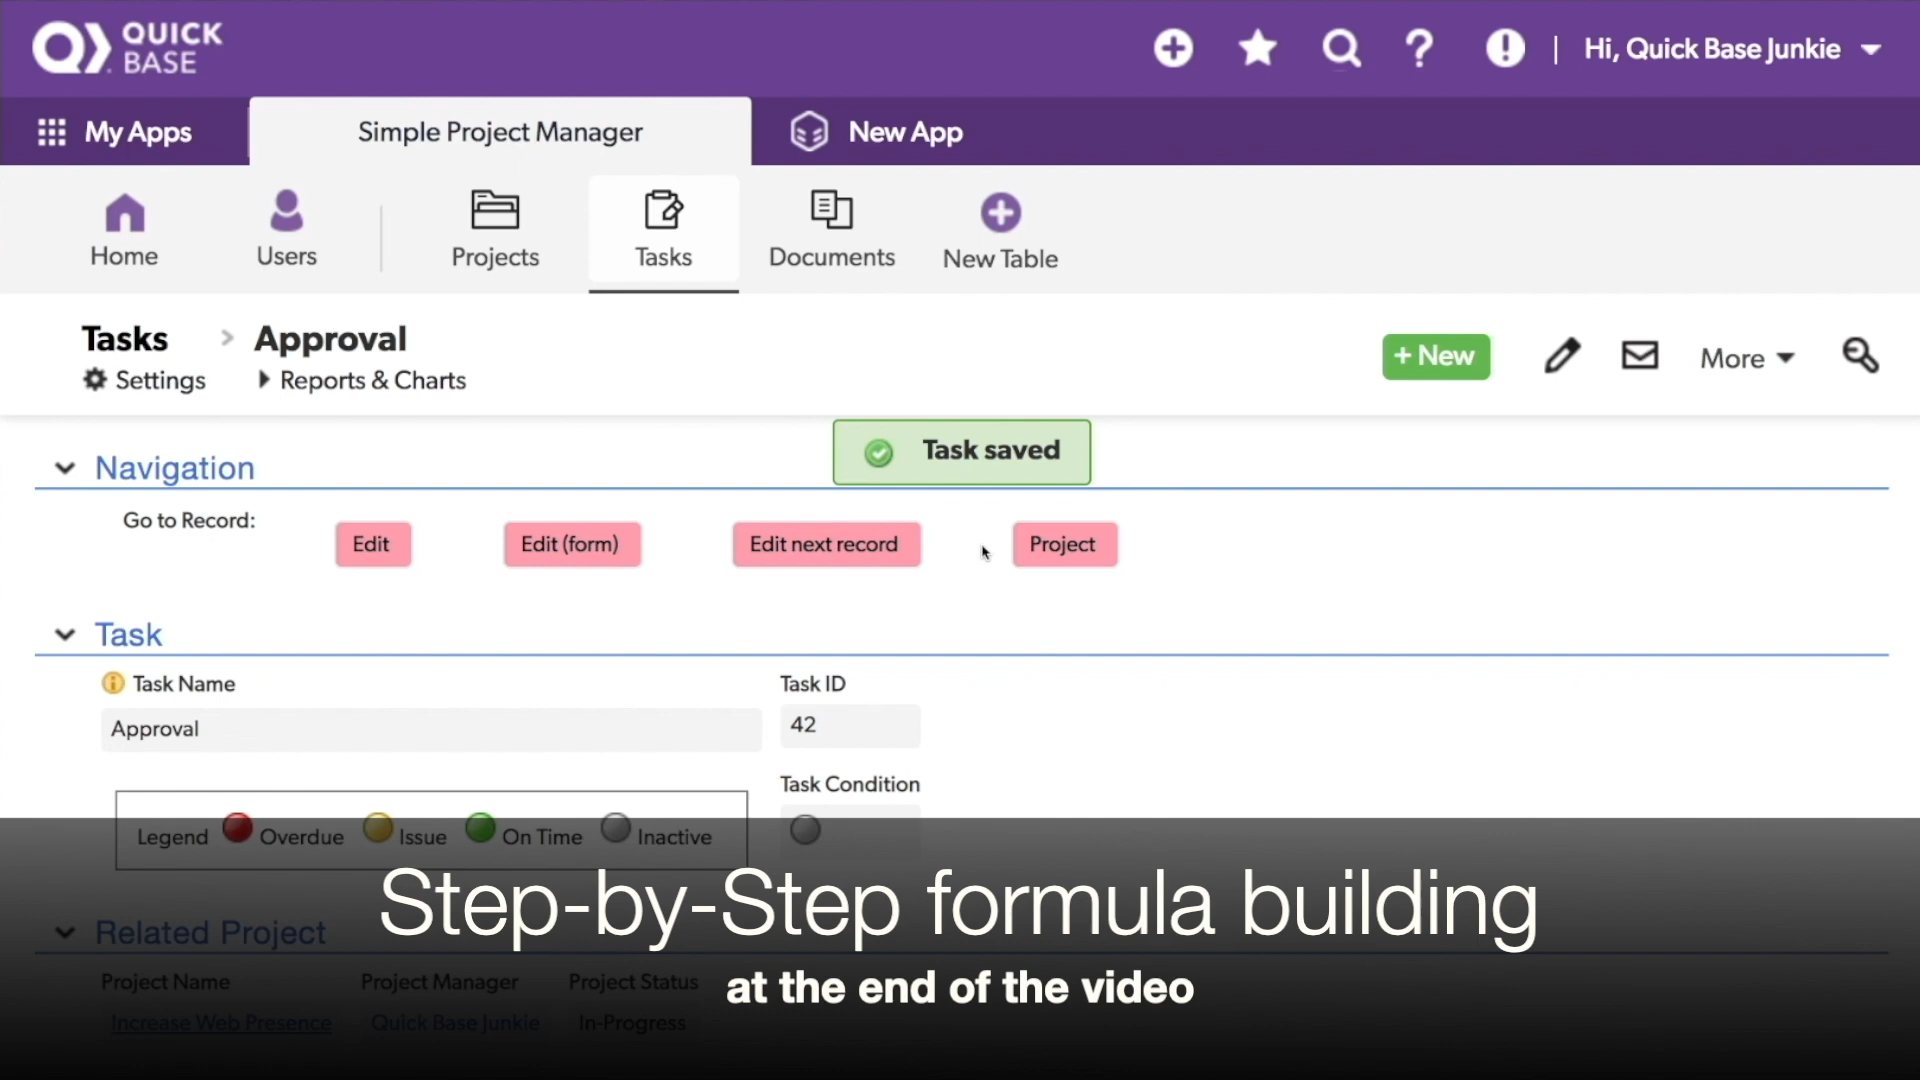 QUICK
BASE
Hi, Quick Base Junkie
My Apps
Simple Project Manager
New App
Home
Users
Projects
Tasks
Documents
New Table
Tasks > Approval
Settings
Reports & Charts
+ New
More
Task saved
Navigation
Go to Record:
Edit
Edit (form)
Edit next record
Project
Task
Task Name
Approval
Task ID
42
Task Condition
Legend Overdue Issue On Time Inactive
Related Project
Project Name
Project Manager
Project Status
Increase Web Presence
Quick Base Junkie
In-Progress
Step-by-Step formula building
at the end of the video